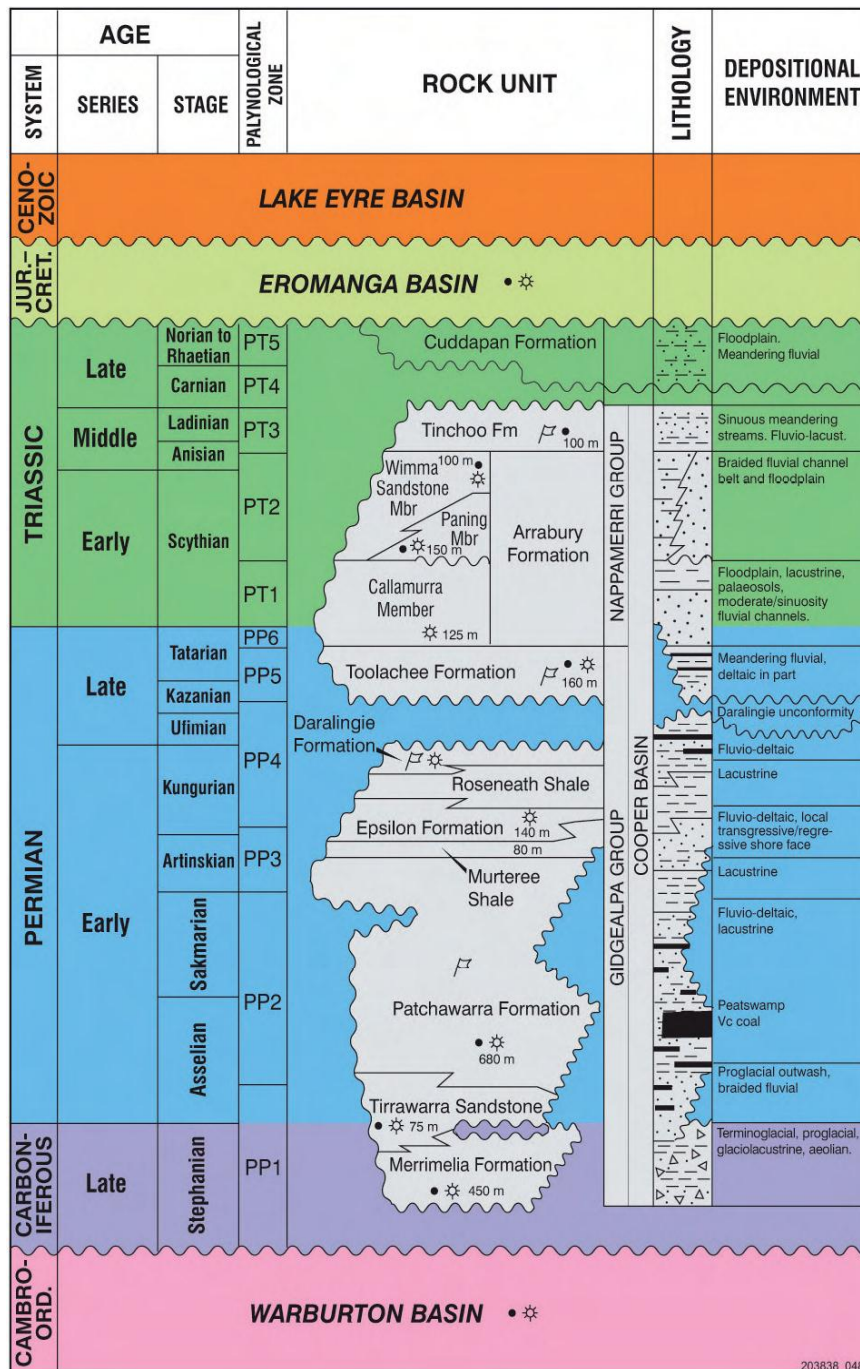 AGE
SYSTEM
SERIES
STAGE
PALYNOLOGICAL
ZONE
ROCK UNIT
LITHOLOGY
DEPOSITIONAL
ENVIRONMENT
CENO-
ZOIC
LAKE EYRE BASIN
JUR.–
CRET.
EROMANGA BASIN
TRIASSIC
Late
Norian to
Rhaetian
PT5
Cuddapan Formation
Floodplain.
Meandering fluvial
Carnian
PT4
Middle
Ladinian
PT3
Tinchoo Fm
100 m
Sinuous meandering
streams. Fluvio-lacust.
Anisian
Early
Scythian
PT2
Wimma 100 m
Sandstone
Mbr
Paning
Mbr
150 m
Arrabury
Formation
NAPPAMERRI GROUP
Braided fluvial channel
belt and floodplain
PT1
Callamurra
Member
125 m
Floodplain, lacustrine,
palaeosols,
moderate/sinuosity
fluvial channels.
COOPER BASIN
PERMIAN
Late
Tatarian
PP6
PP5
Toolachee Formation
160 m
Meandering fluvial,
deltaic in part
Kazanian
Ufimian
Daralingie unconformity
Early
Kungurian
PP4
Daralingie
Formation
Fluvio-deltaic
Roseneath Shale
Lacustrine
Epsilon Formation
140 m
Fluvio-deltaic, local
transgressive/regre-
ssive shore face
Artinskian
PP3
80 m
Murteree
Shale
Lacustrine
GIDGEALPA GROUP
Sakmarian
PP2
Fluvio-deltaic,
lacustrine
Asselian
Patchawarra Formation
680 m
Peatswamp
Vc coal
Tirrawarra Sandstone
75 m
Proglacial outwash,
braided fluvial
CARBON-
IFEROUS
Late
Stephanian
PP1
Merrimelia Formation
450 m
Terminoglacial, proglacial,
glaciolacustrine, aeolian.
CAMBRO-
ORD.
WARBURTON BASIN